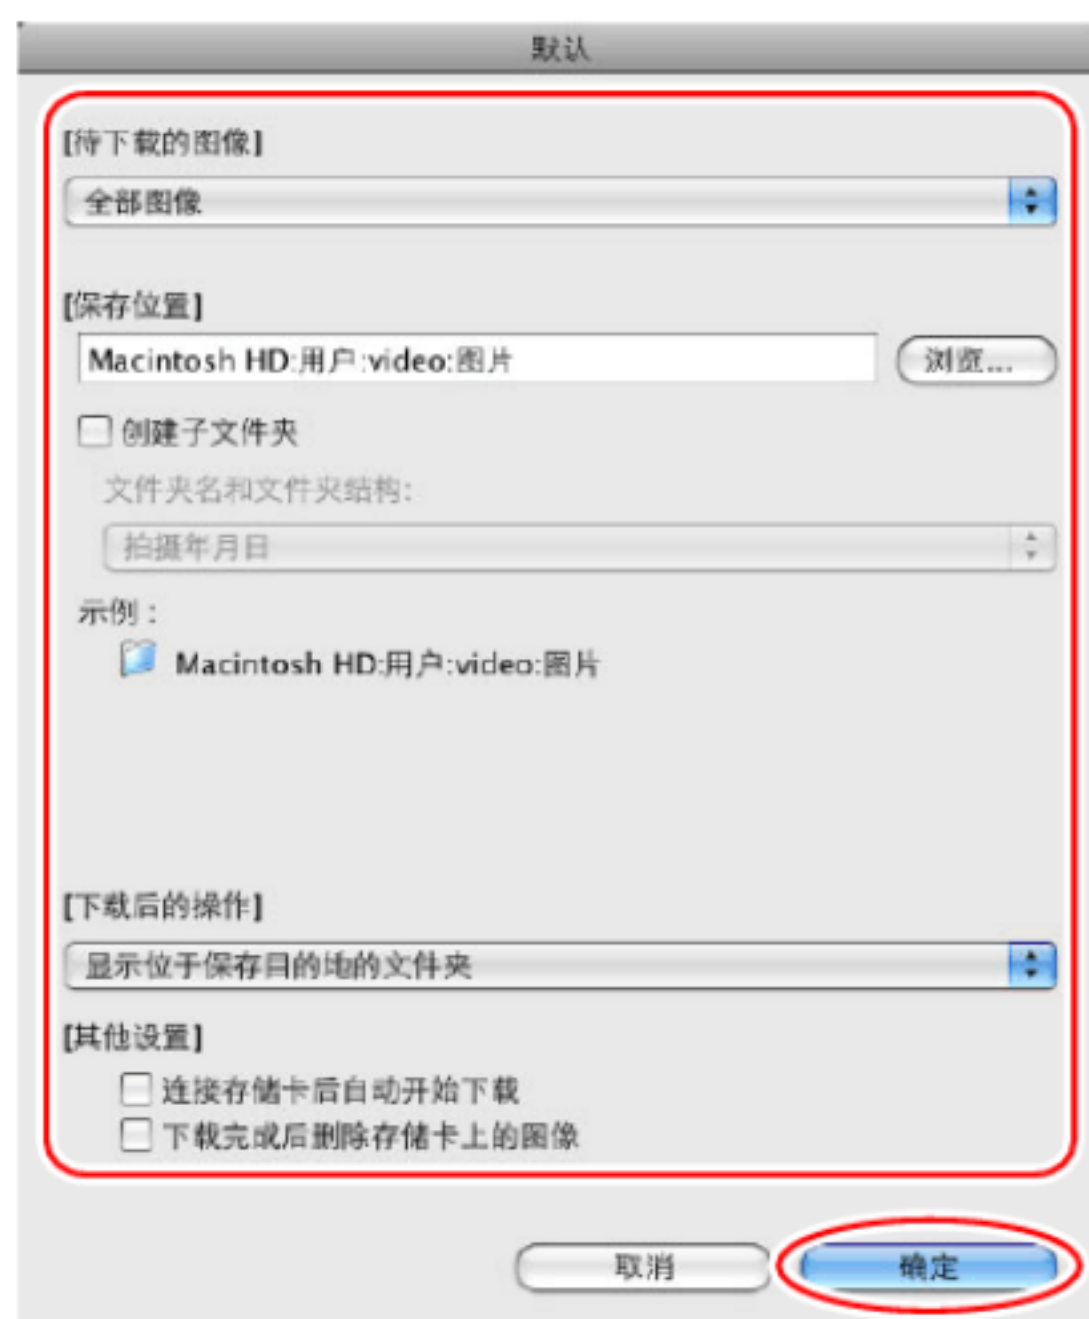 默认
[待下载的图像]
全部图像
[保存位置]
Macintosh HD:用户:video:图片
浏览...
创建子文件夹
文件夹名和文件夹结构:
拍摄年月日
示例：
Macintosh HD:用户:video:图片
[下载后的操作]
显示位于保存目的地的文件夹
[其他设置]
连接存储卡后自动开始下载
下载完成后删除存储卡上的图像
取消
确定